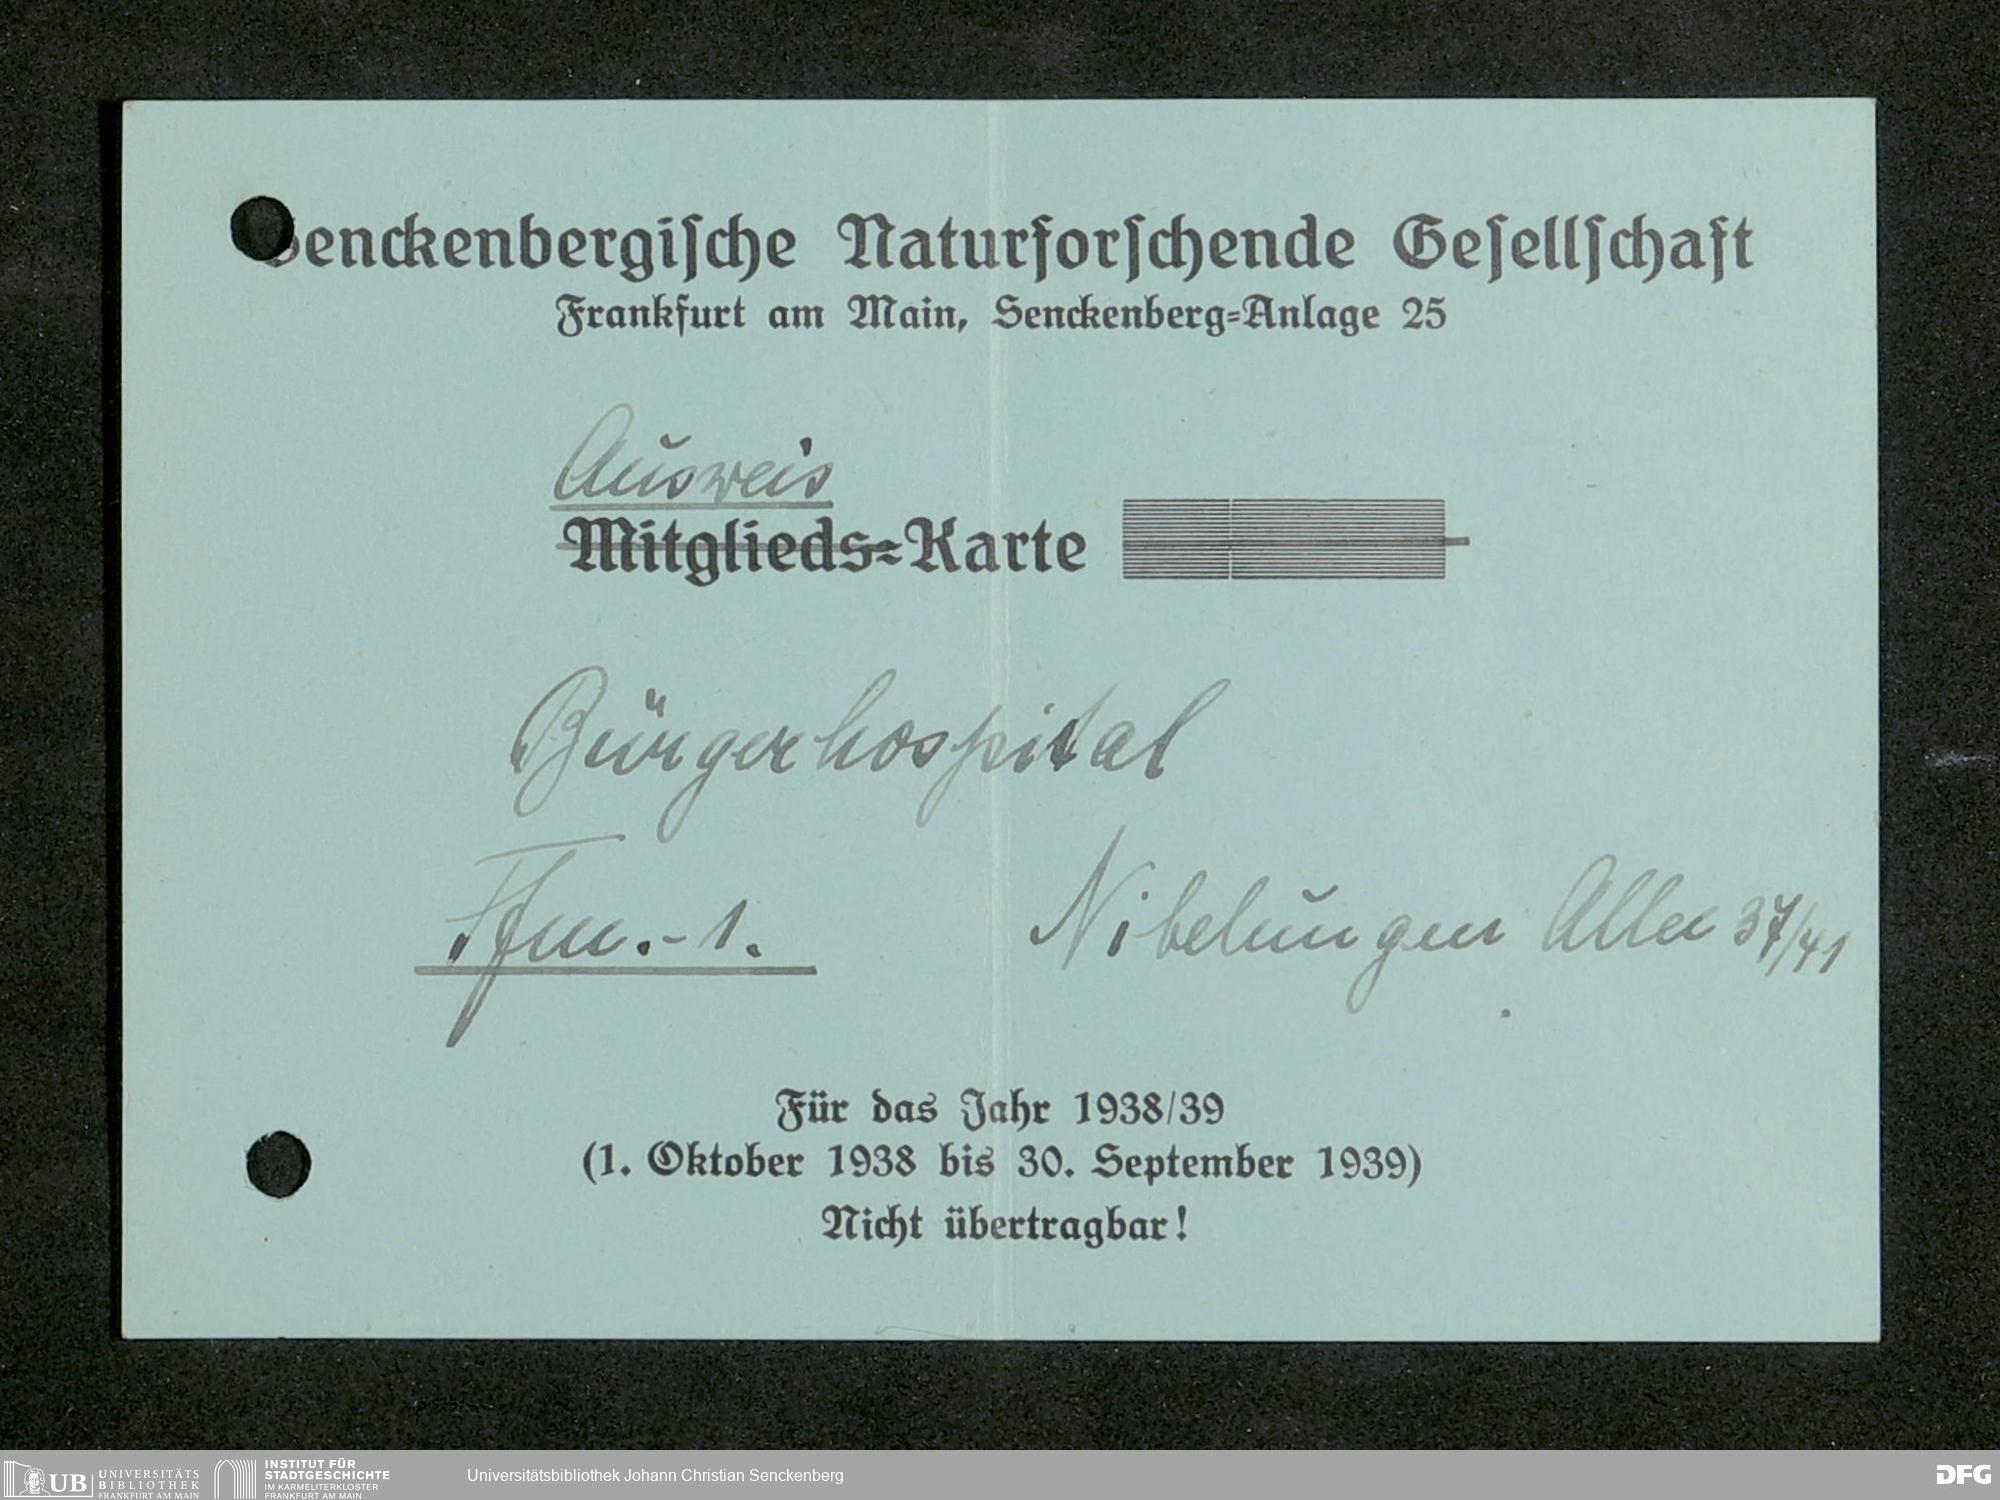 Senckenbergische Naturforschende Gesellschaft
Frankfurt am Main, Senckenberg=Anlage 25
Ausweis
Mitglieds=Karte
Bürgerhospital
Ffm.-1. Nibelungen Allee 37/41
Für das Jahr 1938/39
(1. Oktober 1938 bis 30. September 1939)
Nicht übertragbar!
UB UNIVERSITÄTS BIBLIOTHEK FRANKFURT AM MAIN
INSTITUT FÜR STADTGESCHICHTE IM KARMELITERKLOSTER FRANKFURT AM MAIN
Universitätsbibliothek Johann Christian Senckenberg
DFG